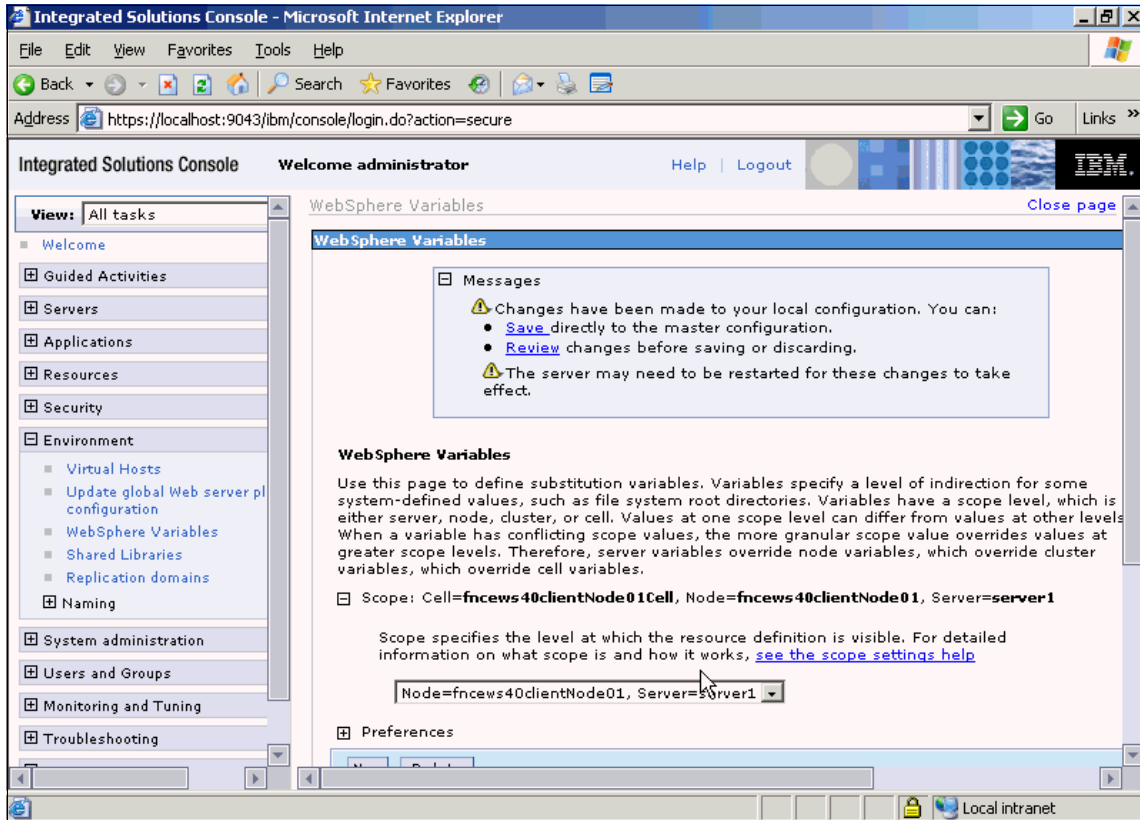 Integrated Solutions Console - Microsoft Internet Explorer
File Edit View Favorites Tools Help
Back Search Favorites
Address https://localhost:9043/ibm/console/login.do?action=secure Go Links »
Integrated Solutions Console Welcome administrator Help | Logout IBM.
View: All tasks
Welcome
Guided Activities
Servers
Applications
Resources
Security
Environment
Virtual Hosts
Update global Web server pl
configuration
WebSphere Variables
Shared Libraries
Replication domains
Naming
System administration
Users and Groups
Monitoring and Tuning
Troubleshooting
WebSphere Variables Close page
WebSphere Variables
Messages
Changes have been made to your local configuration. You can:
Save directly to the master configuration.
Review changes before saving or discarding.
The server may need to be restarted for these changes to take
effect.
WebSphere Variables
Use this page to define substitution variables. Variables specify a level of indirection for some
system-defined values, such as file system root directories. Variables have a scope level, which is
either server, node, cluster, or cell. Values at one scope level can differ from values at other levels
When a variable has conflicting scope values, the more granular scope value overrides values at
greater scope levels. Therefore, server variables override node variables, which override cluster
variables, which override cell variables.
Scope: Cell=fncews40clientNode01Cell, Node=fncews40clientNode01, Server=server1
Scope specifies the level at which the resource definition is visible. For detailed
information on what scope is and how it works, see the scope settings help
Node=fncews40clientNode01, Server=server1
Preferences
Local intranet